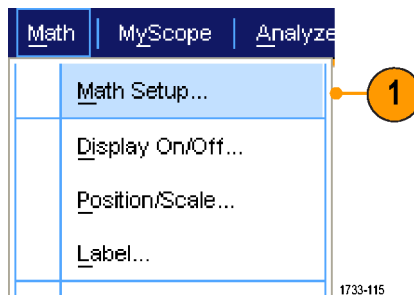 Math | MyScope | Analyze
Math Setup...
1
Display On/Off...
Position/Scale...
Label...
1733-115